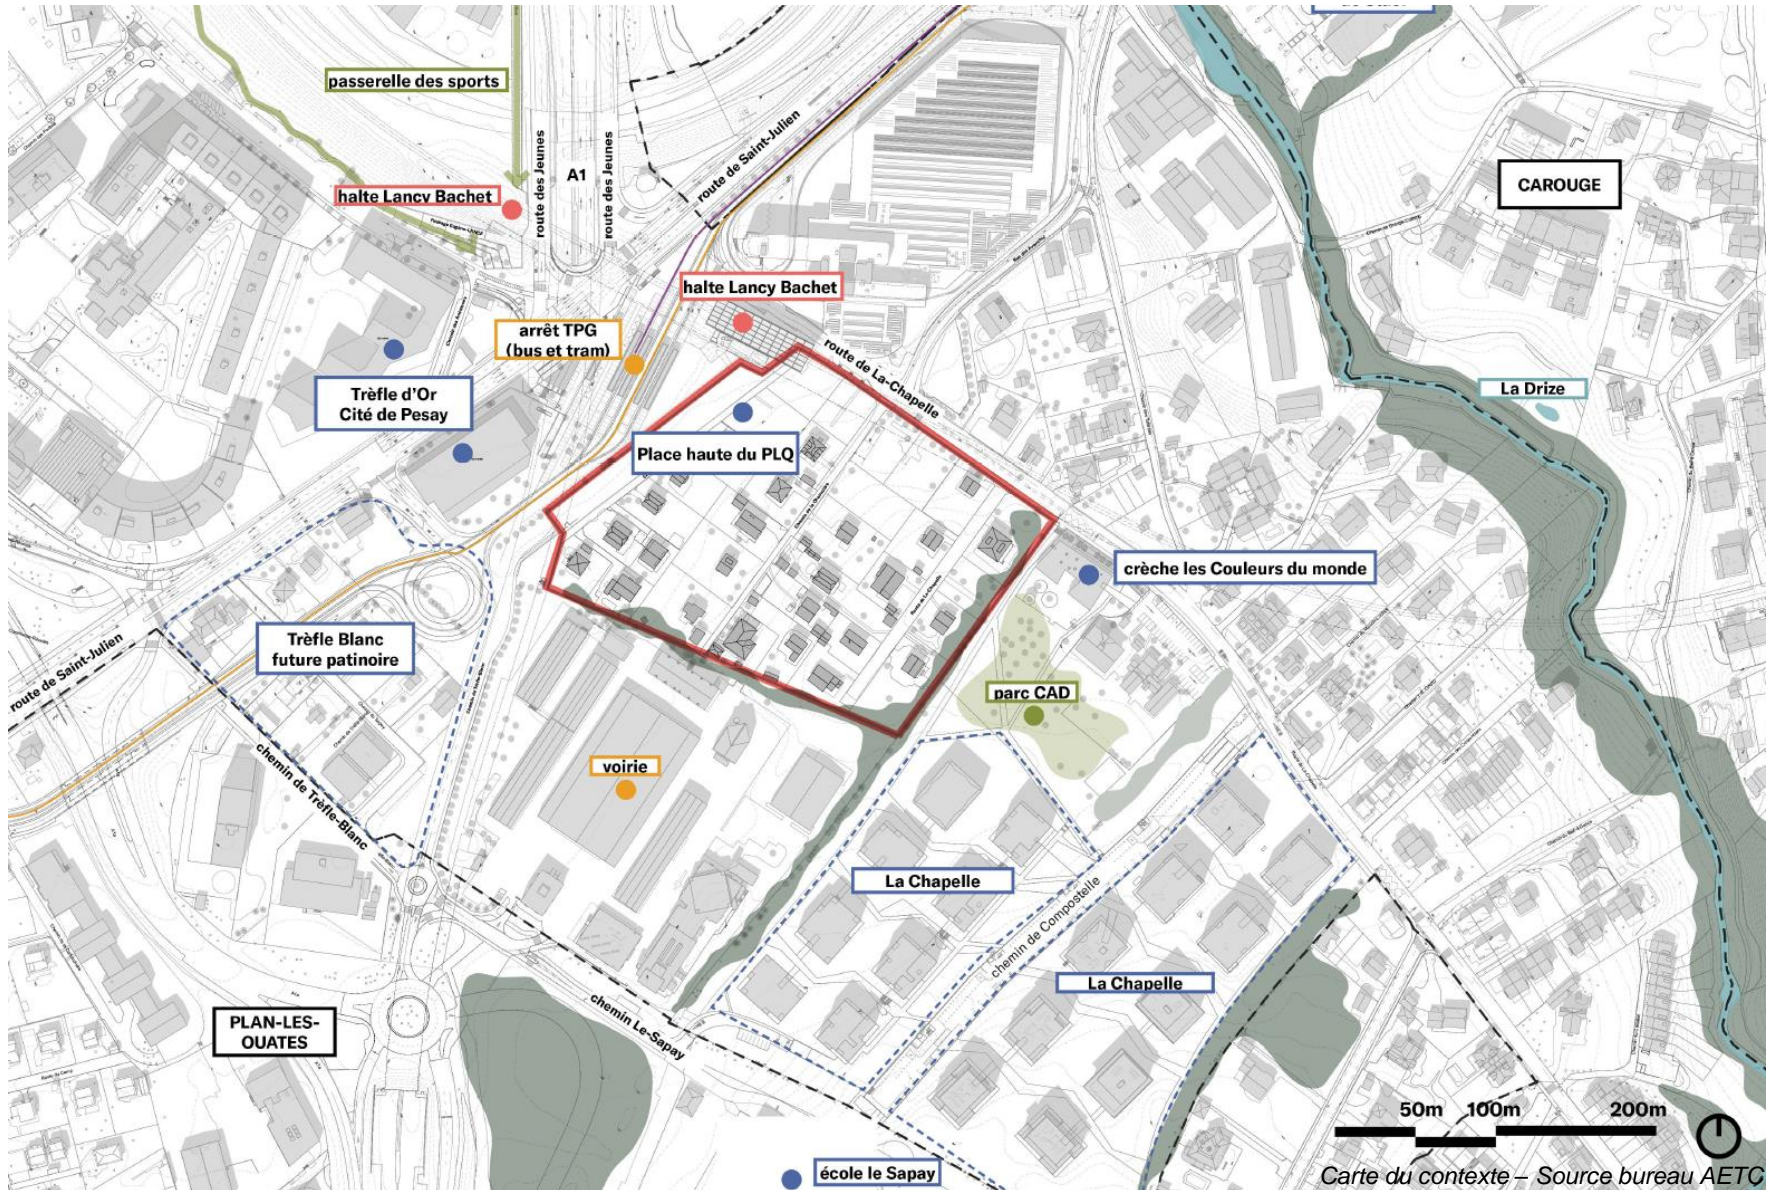 passerelle des sports
route des Jeunes
A1
route des Jeunes
route de Saint-Julien
CAROUGE
halte Lancy Bachet
halte Lancy Bachet
arrêt TPG
(bus et tram)
route de La-Chapelle
Trèfle d'Or
Cité de Pesay
La Drize
Place haute du PLQ
crèche les Couleurs du monde
Trèfle Blanc
future patinoire
route de Saint-Julien
parc CAD
chemin de Trèfle-Blanc
voirie
La Chapelle
chemin de Compostelle
La Chapelle
chemin Le-Sapay
PLAN-LES-
OUATES
50m 100m 200m
école le Sapay
Carte du contexte – Source bureau AETC